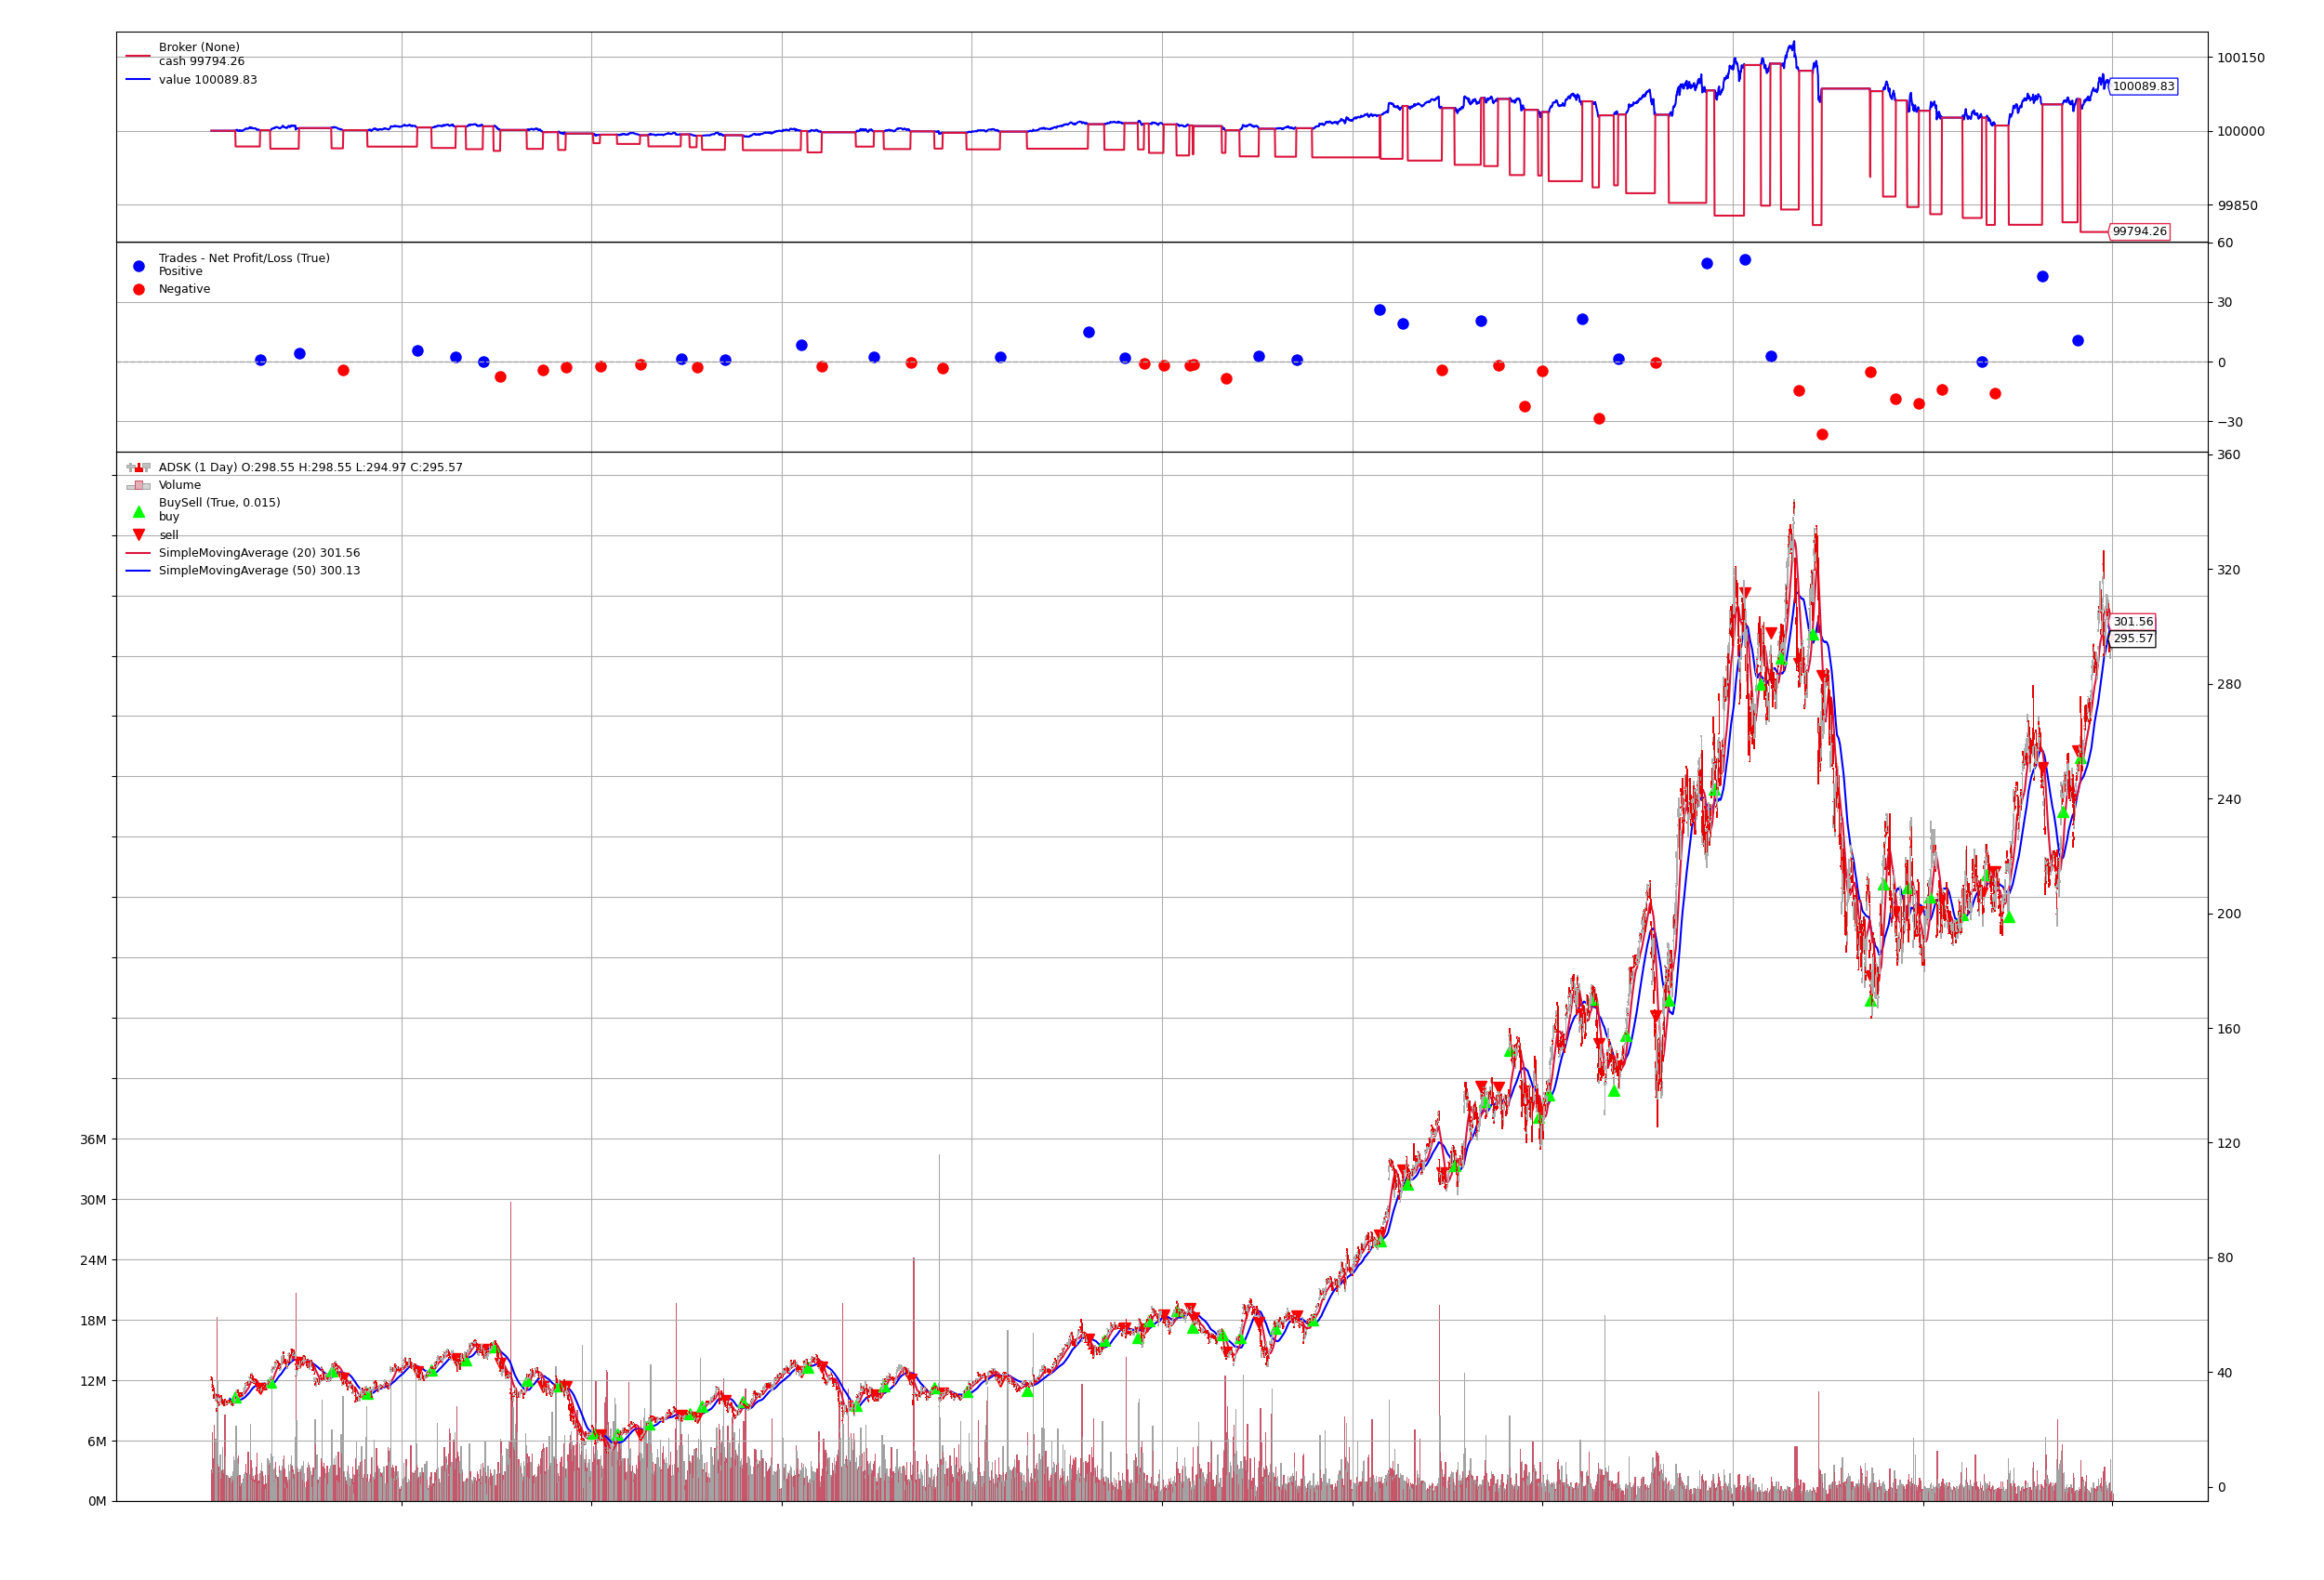 Broker (None)
cash 99794.26
value 100089.83
100150
100089.83
100000
99850
99794.26
Trades - Net Profit/Loss (True)
Positive
Negative
60
30
0
−30
ADSK (1 Day) O:298.55 H:298.55 L:294.97 C:295.57
Volume
BuySell (True, 0.015)
buy
sell
SimpleMovingAverage (20) 301.56
SimpleMovingAverage (50) 300.13
360
320
301.56
295.57
280
240
200
160
120
80
40
0
36M
30M
24M
18M
12M
6M
0M